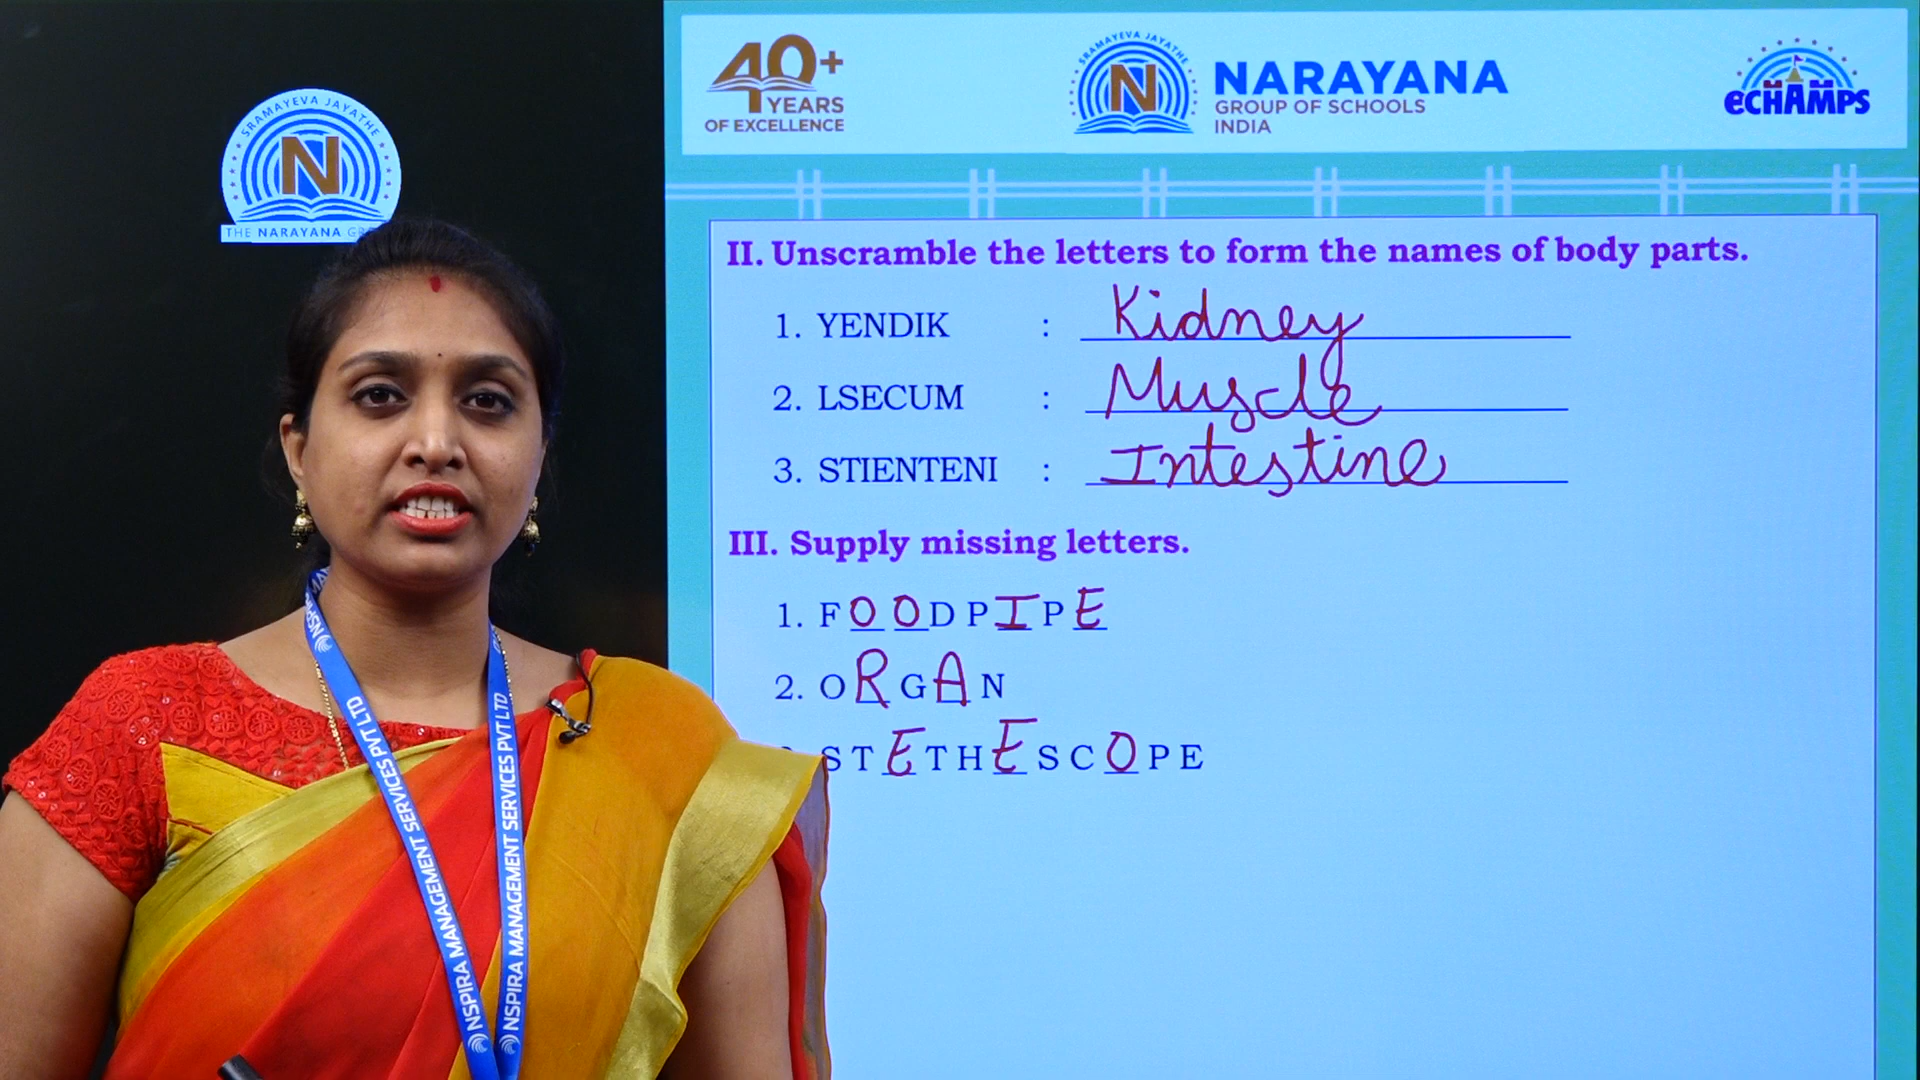 SRAMAYEVA JAYATHE
N
THE NARAYANA GR
40+
YEARS
OF EXCELLENCE
SRAMAYEVA JAYATHE
N
NARAYANA
GROUP OF SCHOOLS
INDIA
eCHAMPS
II. Unscramble the letters to form the names of body parts.
1. YENDIK : Kidney
2. LSECUM : Muscle
3. STIENTENI : Intestine
III. Supply missing letters.
1. F O O D P I P E
2. O R G A N
S T E T H E S C O P E
NSPIRA MANAGEMENT SERVICES PVT LTD
NSPIRA MANAGEMENT SERVICES PVT LTD